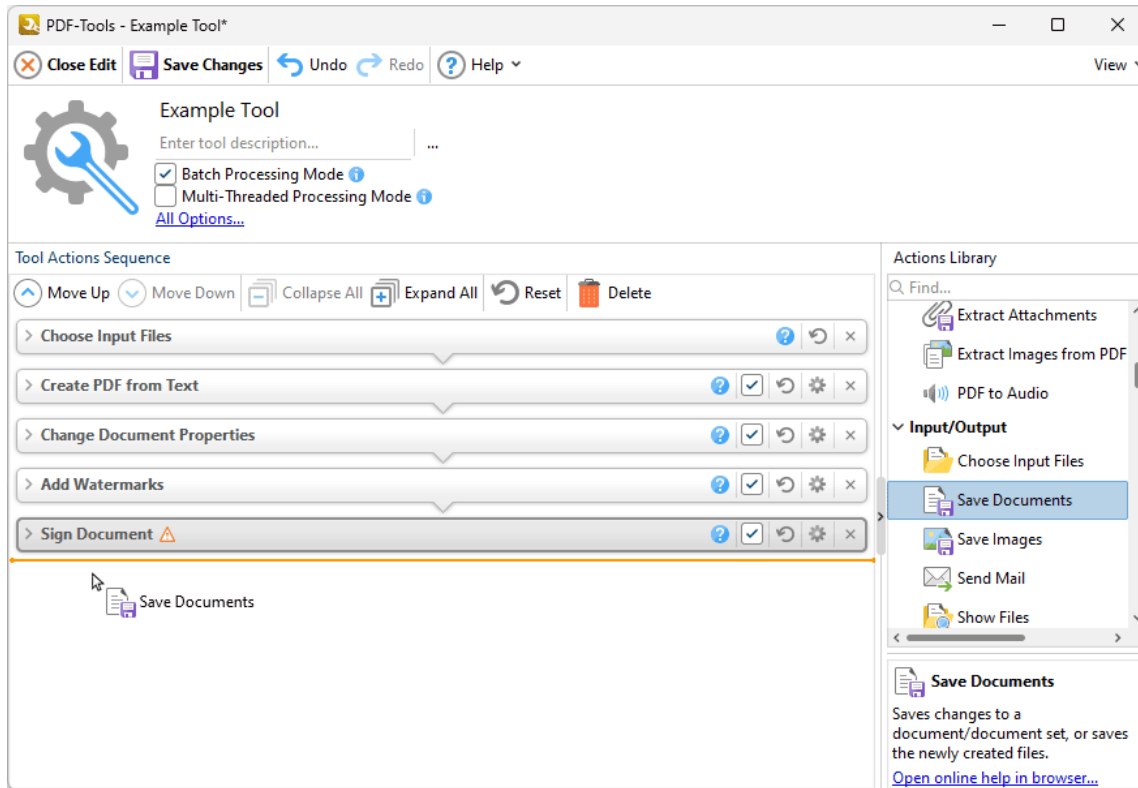 PDF-Tools - Example Tool*
Close Edit Save Changes Undo Redo ? Help View
Example Tool
Enter tool description... ...
Batch Processing Mode i
Multi-Threaded Processing Mode i
All Options...
Tool Actions Sequence
Move Up Move Down Collapse All Expand All Reset Delete
Choose Input Files ?
Create PDF from Text ?
Change Document Properties ?
Add Watermarks ?
Sign Document ?
Save Documents
Actions Library
Find...
Extract Attachments
Extract Images from PDF
PDF to Audio
Input/Output
Choose Input Files
Save Documents
Save Images
Send Mail
Show Files
Save Documents
Saves changes to a
document/document set, or saves
the newly created files.
Open online help in browser...